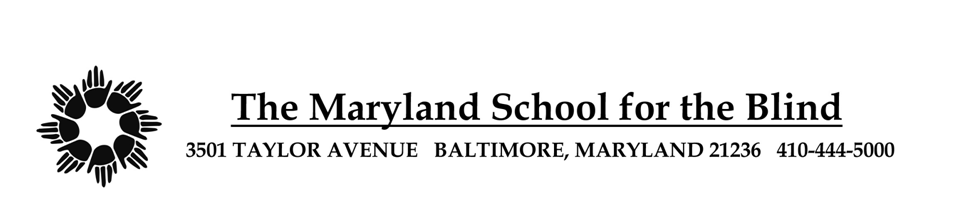 The Maryland School for the Blind
3501 TAYLOR AVENUE BALTIMORE, MARYLAND 21236 410-444-5000